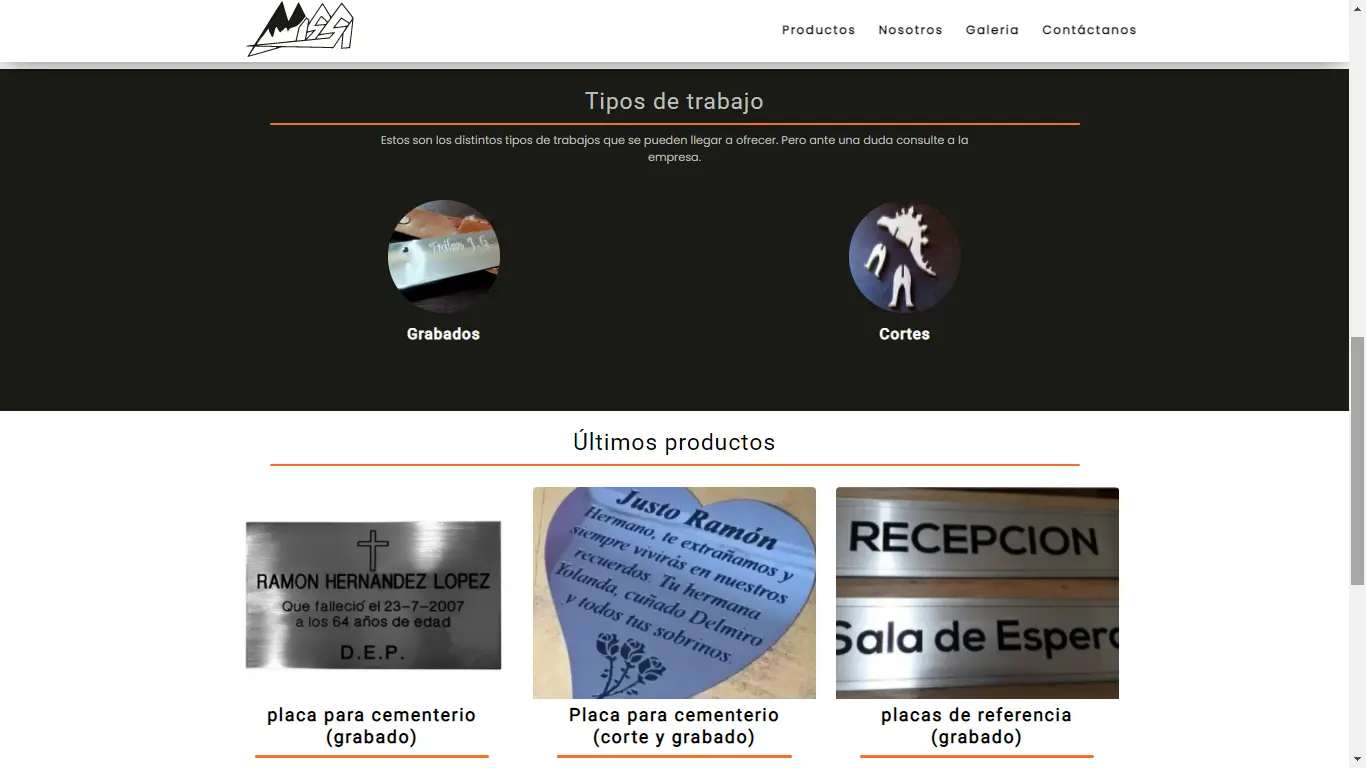 MISSI
Productos Nosotros Galeria Contáctanos
Tipos de trabajo
Estos son los distintos tipos de trabajos que se pueden llegar a ofrecer. Pero ante una duda consulte a la
empresa.
Grabados
Cortes
Últimos productos
RAMON HERNANDEZ LOPEZ
Que fallecio el 23-7-2007
a los 64 años de edad
D.E.P.
Justo Ramón
Hermano, te extrañamos y
siempre vivirás en nuestros
recuerdos. Tu hermana
Yolanda, cuñado Delmiro
y todos tus sobrinos.
RECEPCION
Sala de Espera
placa para cementerio
(grabado)
Placa para cementerio
(corte y grabado)
placas de referencia
(grabado)